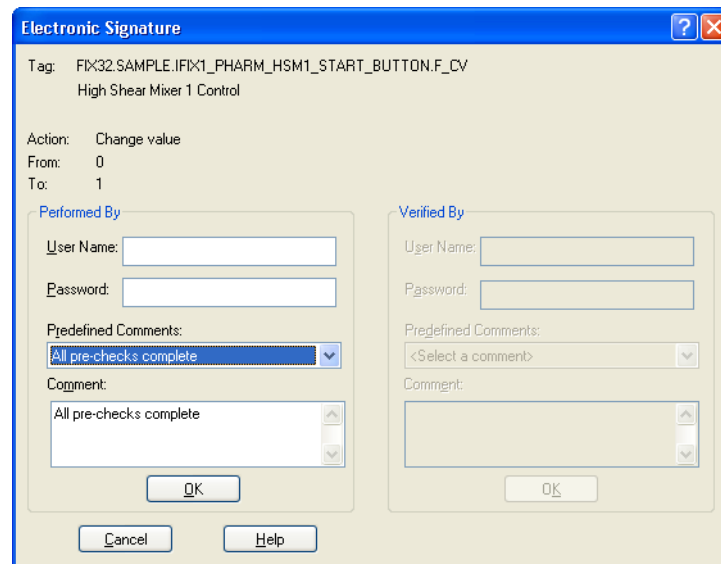 Electronic Signature
Tag: FIX32.SAMPLE.IFIX1_PHARM_HSM1_START_BUTTON.F_CV
High Shear Mixer 1 Control
Action: Change value
From: 0
To: 1
Performed By
User Name:
Password:
Predefined Comments:
All pre-checks complete
Comment:
All pre-checks complete
OK
Verified By
User Name:
Password:
Predefined Comments:
<Select a comment>
Comment:
OK
Cancel
Help